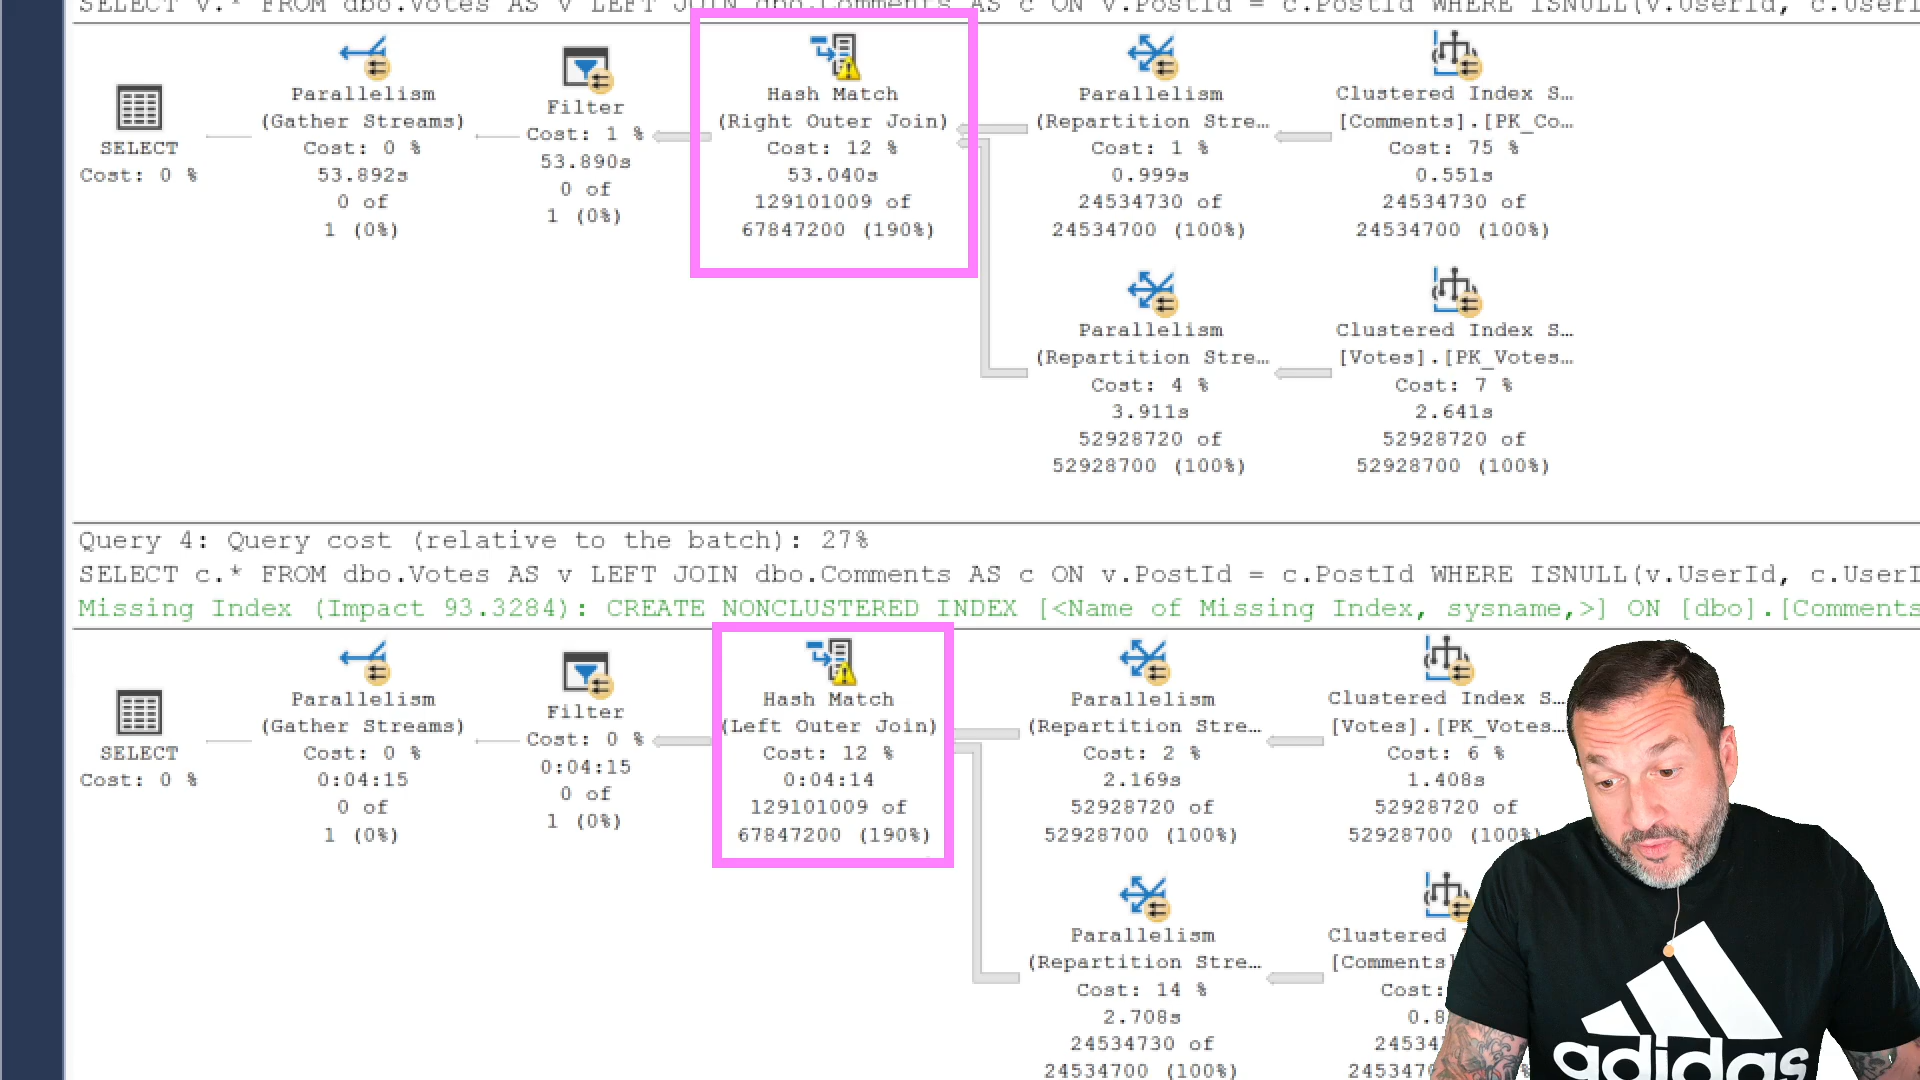 SELECT v.* FROM dbo.Votes AS v LEFT JOIN dbo.Comments AS c ON v.PostId = c.PostId WHERE ISNULL(v.UserId, c.UserI
SELECT
Cost: 0 %
Parallelism
(Gather Streams)
Cost: 0 %
53.892s
0 of
1 (0%)
Filter
Cost: 1 %
53.890s
0 of
1 (0%)
Hash Match
(Right Outer Join)
Cost: 12 %
53.040s
129101009 of
67847200 (190%)
Parallelism
(Repartition Stre…
Cost: 1 %
0.999s
24534730 of
24534700 (100%)
Clustered Index S…
[Comments].[PK_Co…
Cost: 75 %
0.551s
24534730 of
24534700 (100%)
Parallelism
(Repartition Stre…
Cost: 4 %
3.911s
52928720 of
52928700 (100%)
Clustered Index S…
[Votes].[PK_Votes…
Cost: 7 %
2.641s
52928720 of
52928700 (100%)
Query 4: Query cost (relative to the batch): 27%
SELECT c.* FROM dbo.Votes AS v LEFT JOIN dbo.Comments AS c ON v.PostId = c.PostId WHERE ISNULL(v.UserId, c.UserI
Missing Index (Impact 93.3284): CREATE NONCLUSTERED INDEX [<Name of Missing Index, sysname,>] ON [dbo].[Comments
SELECT
Cost: 0 %
Parallelism
(Gather Streams)
Cost: 0 %
0:04:15
0 of
1 (0%)
Filter
Cost: 0 %
0:04:15
0 of
1 (0%)
Hash Match
(Left Outer Join)
Cost: 12 %
0:04:14
129101009 of
67847200 (190%)
Parallelism
(Repartition Stre…
Cost: 2 %
2.169s
52928720 of
52928700 (100%)
Clustered Index S…
[Votes].[PK_Votes…
Cost: 6 %
1.408s
52928720 of
52928700 (100%)
Parallelism
(Repartition Stre…
Cost: 14 %
2.708s
24534730 of
24534700 (100%)
Clustered
[Comments]
Cost:
0.8
24534
245347
adidas